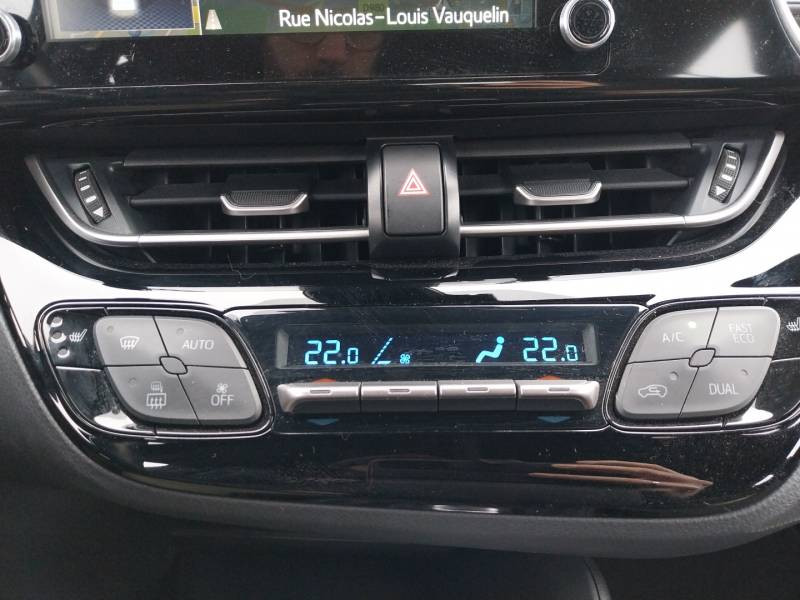 Rue Nicolas-Louis Vauquelin
AUTO
OFF
22.0
22.0
A/C
FAST
ECO
DUAL